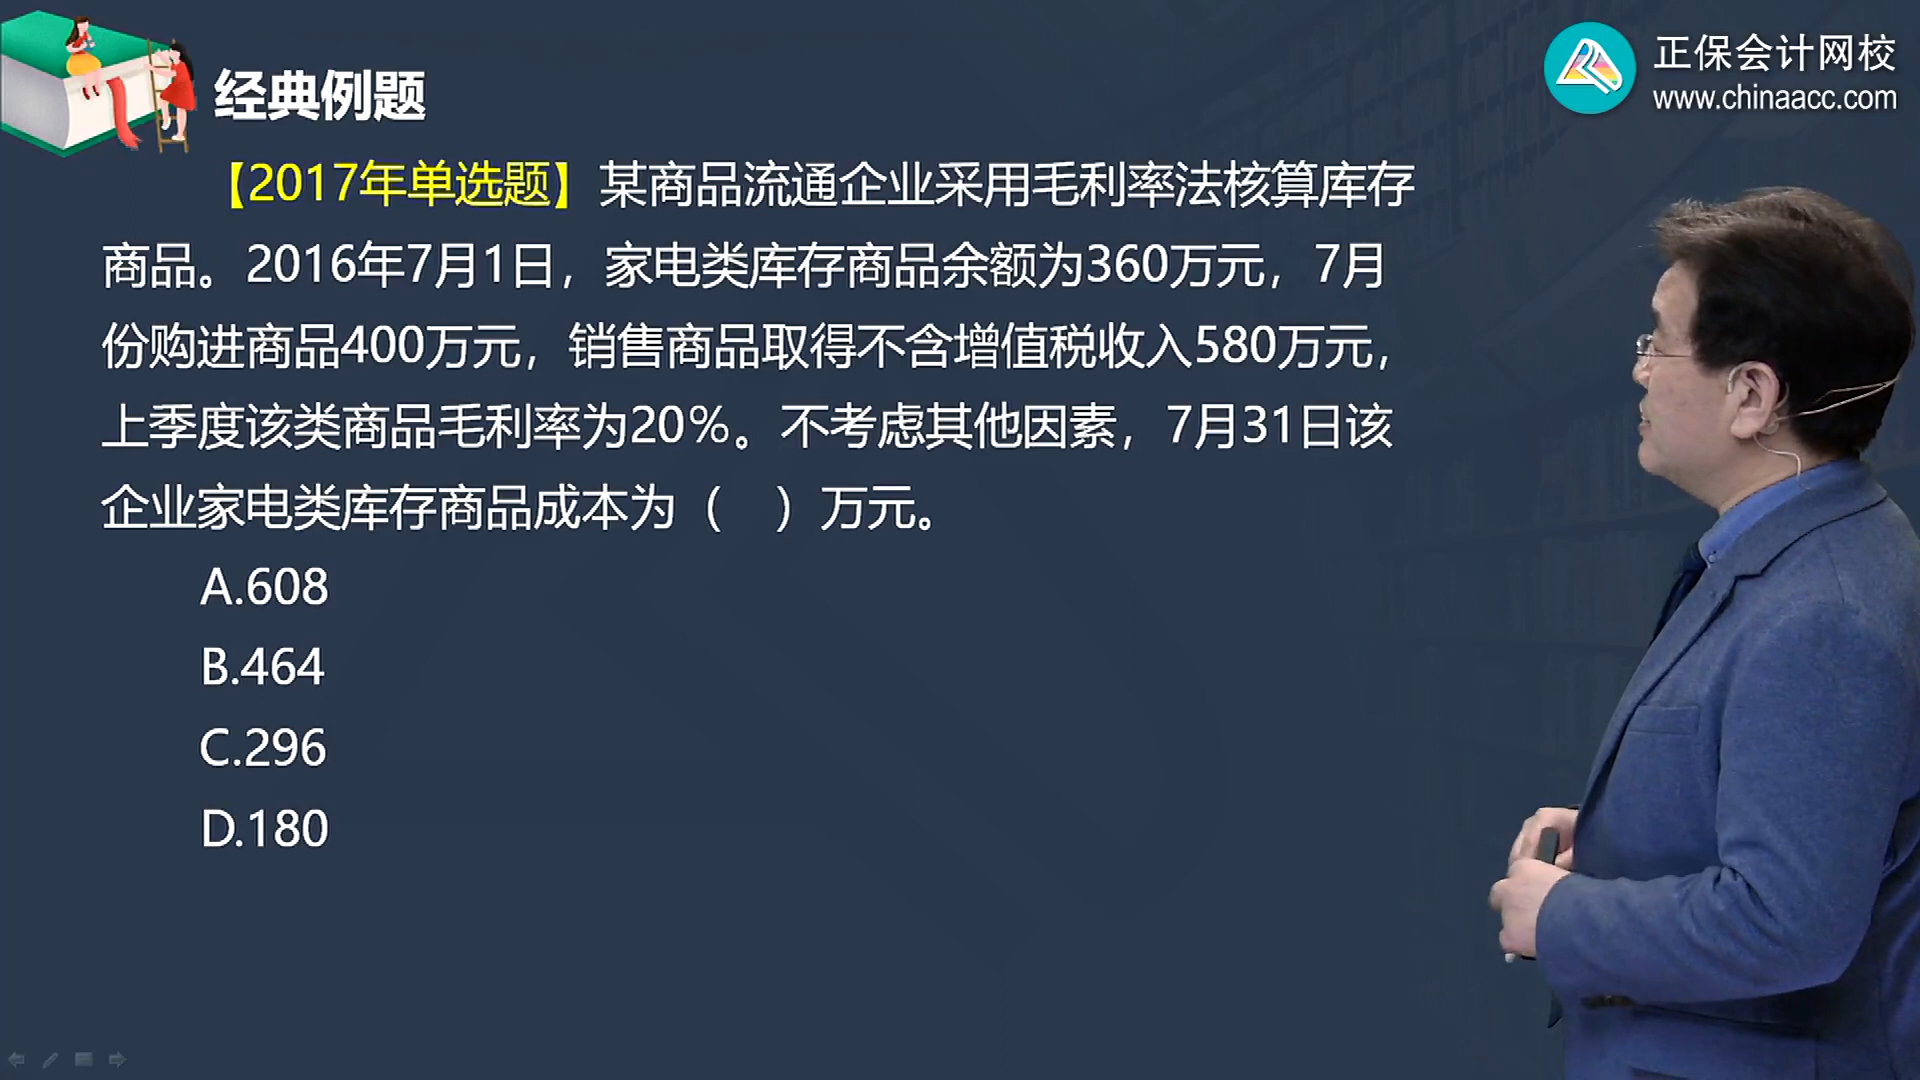 正保会计网校
www.chinaacc.com
经典例题
【2017年单选题】某商品流通企业采用毛利率法核算库存
商品。2016年7月1日，家电类库存商品余额为360万元，7月
份购进商品400万元，销售商品取得不含增值税收入580万元，
上季度该类商品毛利率为20%。不考虑其他因素，7月31日该
企业家电类库存商品成本为（　）万元。
A.608
B.464
C.296
D.180